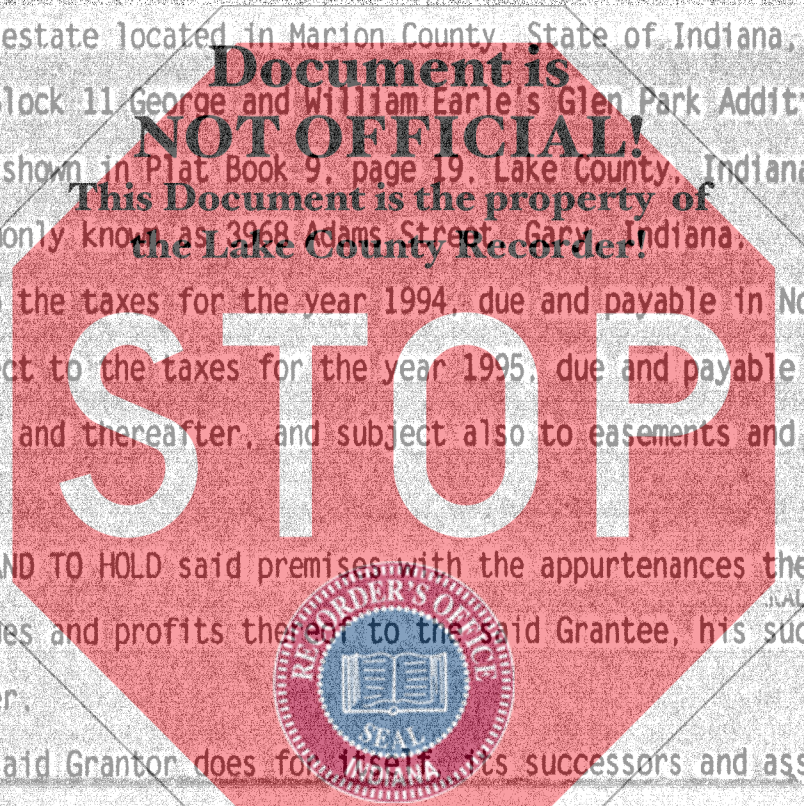 estate located in Marion County, State of Indiana,
Document is
lock 11 George and William Earle's Glen Park Addit
NOT OFFICIAL!
shown in Plat Book 9, page 19, Lake County, Indiana
This Document is the property of
only known as 3968 Adams Street, Gary, Indiana.
the Lake County Recorder!
the taxes for the year 1994, due and payable in No
ct to the taxes for the year 1995, due and payable
STOP
and thereafter, and subject also to easements and
ND TO HOLD said premises with the appurtenances the
es and profits thereof to the said Grantee, his suc
RECORDER'S OFFICE
SEAL
INDIANA
er.
aid Grantor does for itself, its successors and ass